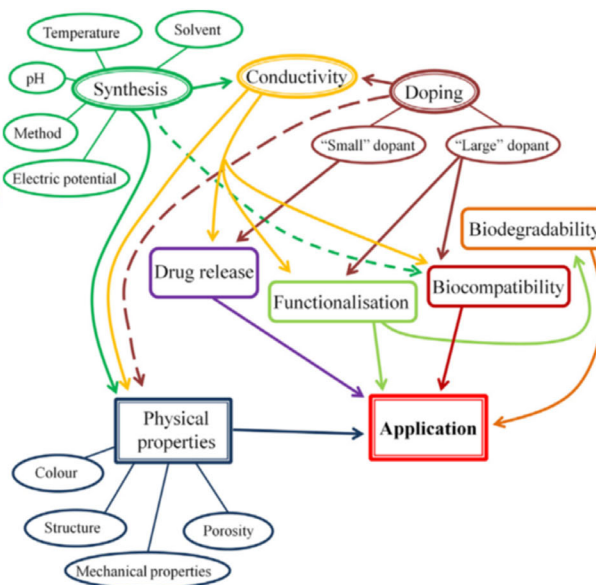 Temperature
Solvent
pH
Synthesis
Conductivity
Doping
Method
"Small" dopant
"Large" dopant
Electric potential
Biodegradability
Drug release
Functionalisation
Biocompatibility
Physical
properties
Application
Colour
Structure
Porosity
Mechanical properties